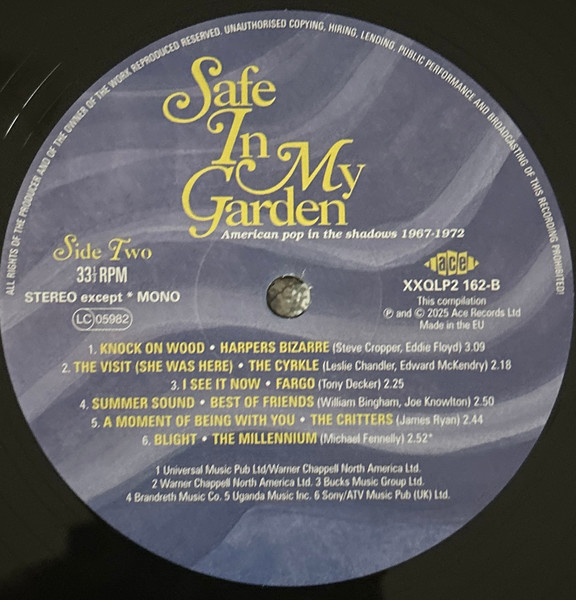 ALL RIGHTS OF THE PRODUCER AND OF THE OWNER OF THE WORK REPRODUCED RESERVED. UNAUTHORISED COPYING, HIRING, LENDING, PUBLIC PERFORMANCE AND BROADCASTING OF THIS RECORDING PROHIBITED!
Safe
In My
Garden
American pop in the shadows 1967-1972
Side Two
33⅓ RPM
STEREO except * MONO
LC 05982
ace
XXQLP2 162-B
This compilation
℗ and © 2025 Ace Records Ltd
Made in the EU
1. KNOCK ON WOOD • HARPERS BIZARRE (Steve Cropper, Eddie Floyd) 3.09
2. THE VISIT (SHE WAS HERE) • THE CYRKLE (Leslie Chandler, Edward McKendry) 2.18
3. I SEE IT NOW • FARGO (Tony Decker) 2.25
4. SUMMER SOUND • BEST OF FRIENDS (William Bingham, Joe Knowlton) 2.50
5. A MOMENT OF BEING WITH YOU • THE CRITTERS (James Ryan) 2.44
6. BLIGHT • THE MILLENNIUM (Michael Fennelly) 2.52*
1 Universal Music Pub Ltd/Warner Chappell North America Ltd.
2 Warner Chappell North America Ltd. 3 Bucks Music Group Ltd.
4 Brandreth Music Co. 5 Uganda Music Inc. 6 Sony/ATV Music Pub (UK) Ltd.